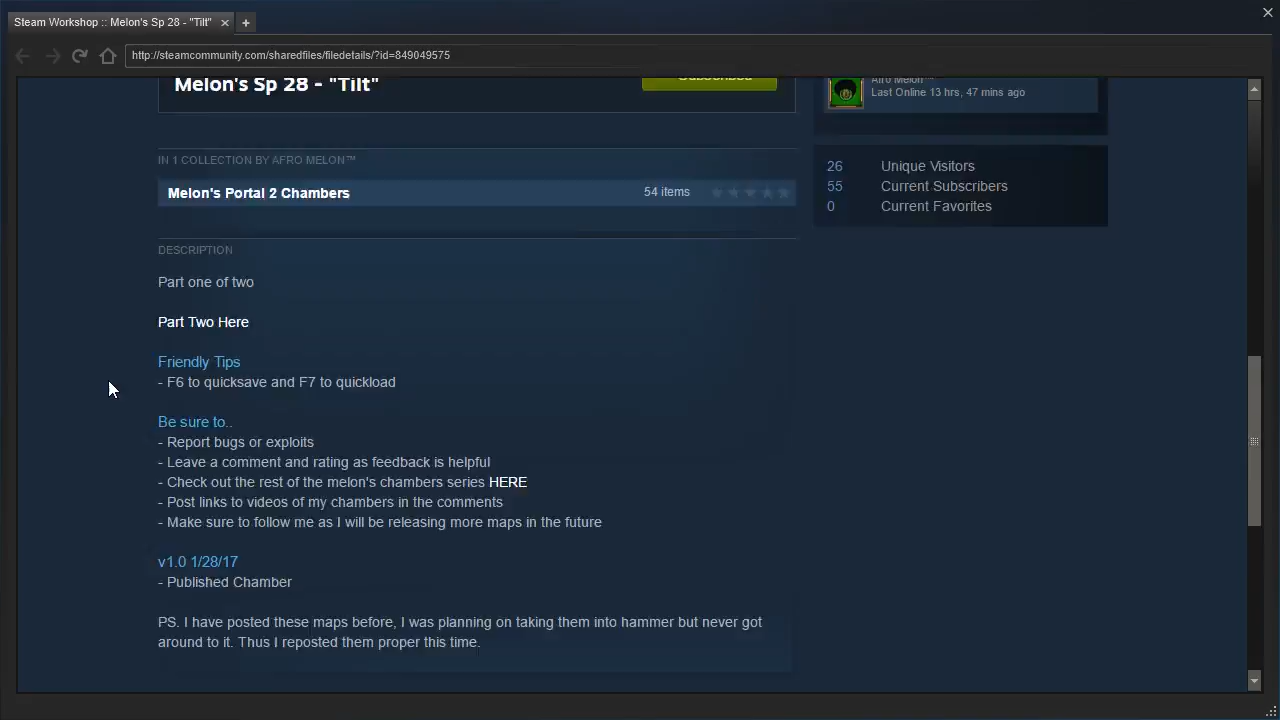 Steam Workshop :: Melon's Sp 28 - "Tilt"
http://steamcommunity.com/sharedfiles/filedetails/?id=849049575
Melon's Sp 28 - "Tilt"
Subscribed
Afro Melon™
Last Online 13 hrs, 47 mins ago
IN 1 COLLECTION BY AFRO MELON™
Melon's Portal 2 Chambers 54 items
26 Unique Visitors
55 Current Subscribers
0 Current Favorites
DESCRIPTION
Part one of two
Part Two Here
Friendly Tips
- F6 to quicksave and F7 to quickload
Be sure to..
- Report bugs or exploits
- Leave a comment and rating as feedback is helpful
- Check out the rest of the melon's chambers series HERE
- Post links to videos of my chambers in the comments
- Make sure to follow me as I will be releasing more maps in the future
v1.0 1/28/17
- Published Chamber
PS. I have posted these maps before, I was planning on taking them into hammer but never got
around to it. Thus I reposted them proper this time.